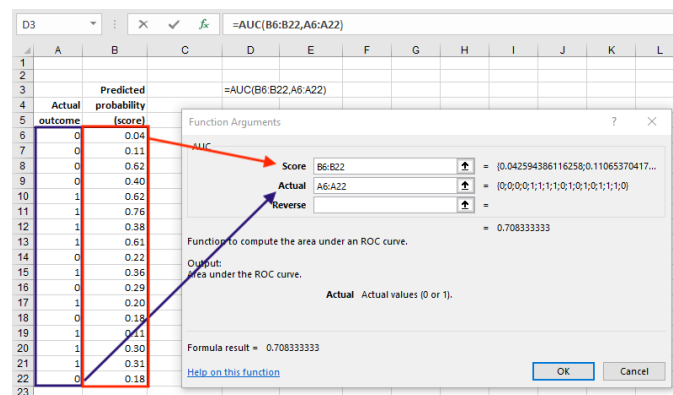 D3 fx =AUC(B6:B22,A6:A22)
A B C D E F G H I J K L
1
2
3 Predicted =AUC(B6:B22,A6:A22)
4 Actual probability
5 outcome (score)
6 0 0.04
7 0 0.11
8 0 0.62
9 0 0.40
10 1 0.62
11 1 0.76
12 1 0.38
13 1 0.61
14 0 0.22
15 1 0.36
16 0 0.29
17 1 0.20
18 0 0.18
19 1 0.11
20 1 0.30
21 1 0.31
22 0 0.18
23
Function Arguments ? ×
AUC
Score B6:B22 = {0.042594386116258;0.11065370417...
Actual A6:A22 = {0;0;0;0;1;1;1;1;0;1;0;1;0;1;1;1;0}
Reverse =
= 0.708333333
Function to compute the area under an ROC curve.
Output:
Area under the ROC curve.
Actual Actual values (0 or 1).
Formula result = 0.708333333
Help on this function OK Cancel